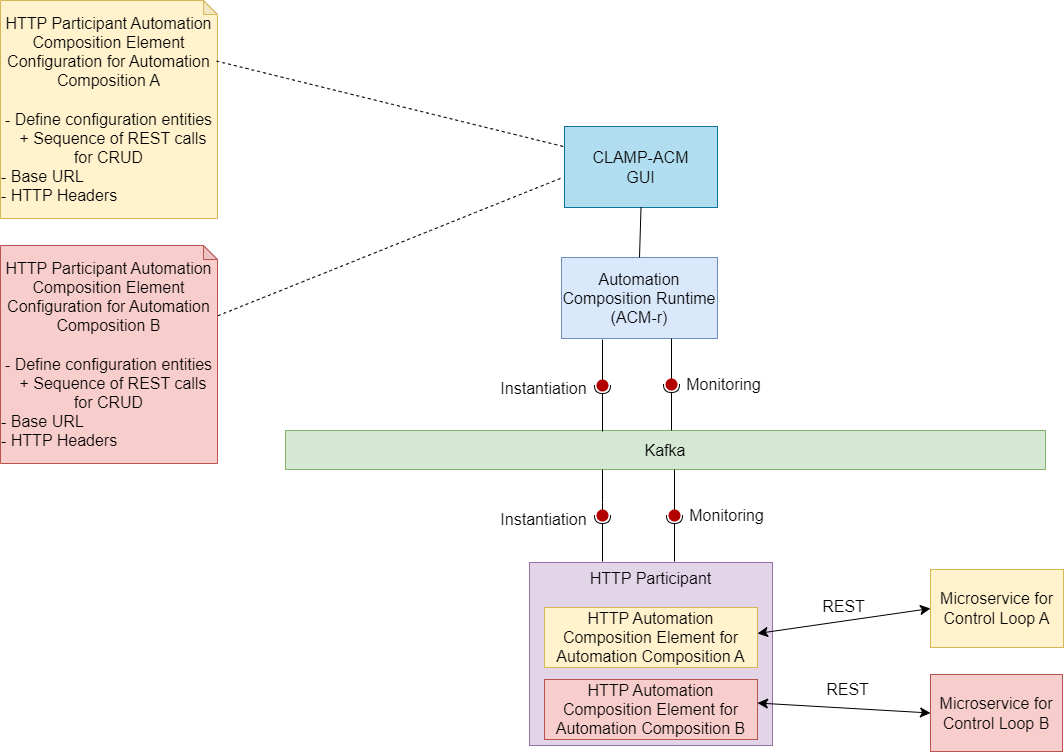 HTTP Participant Automation
Composition Element
Configuration for Automation
Composition A
- Define configuration entities
+ Sequence of REST calls
for CRUD
- Base URL
- HTTP Headers
HTTP Participant Automation
Composition Element
Configuration for Automation
Composition B
- Define configuration entities
+ Sequence of REST calls
for CRUD
- Base URL
- HTTP Headers
CLAMP-ACM
GUI
Automation
Composition Runtime
(ACM-r)
Instantiation
Monitoring
Kafka
Instantiation
Monitoring
HTTP Participant
HTTP Automation
Composition Element for
Automation Composition A
HTTP Automation
Composition Element for
Automation Composition B
REST
REST
Microservice for
Control Loop A
Microservice for
Control Loop B